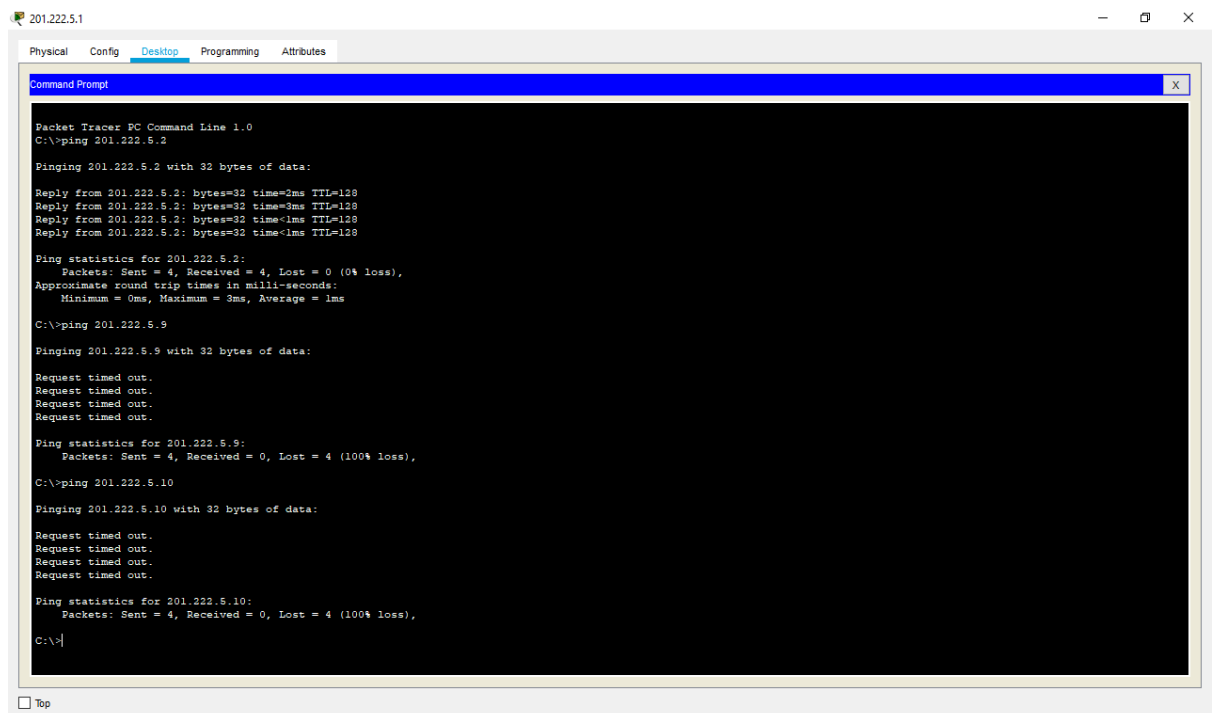 201.222.5.1
Physical Config Desktop Programming Attributes
Command Prompt
X
Packet Tracer PC Command Line 1.0
C:\>ping 201.222.5.2
Pinging 201.222.5.2 with 32 bytes of data:
Reply from 201.222.5.2: bytes=32 time=2ms TTL=128
Reply from 201.222.5.2: bytes=32 time=3ms TTL=128
Reply from 201.222.5.2: bytes=32 time<1ms TTL=128
Reply from 201.222.5.2: bytes=32 time<1ms TTL=128
Ping statistics for 201.222.5.2:
Packets: Sent = 4, Received = 4, Lost = 0 (0% loss),
Approximate round trip times in milli-seconds:
Minimum = 0ms, Maximum = 3ms, Average = 1ms
C:\>ping 201.222.5.9
Pinging 201.222.5.9 with 32 bytes of data:
Request timed out.
Request timed out.
Request timed out.
Request timed out.
Ping statistics for 201.222.5.9:
Packets: Sent = 4, Received = 0, Lost = 4 (100% loss),
C:\>ping 201.222.5.10
Pinging 201.222.5.10 with 32 bytes of data:
Request timed out.
Request timed out.
Request timed out.
Request timed out.
Ping statistics for 201.222.5.10:
Packets: Sent = 4, Received = 0, Lost = 4 (100% loss),
C:\>
Top